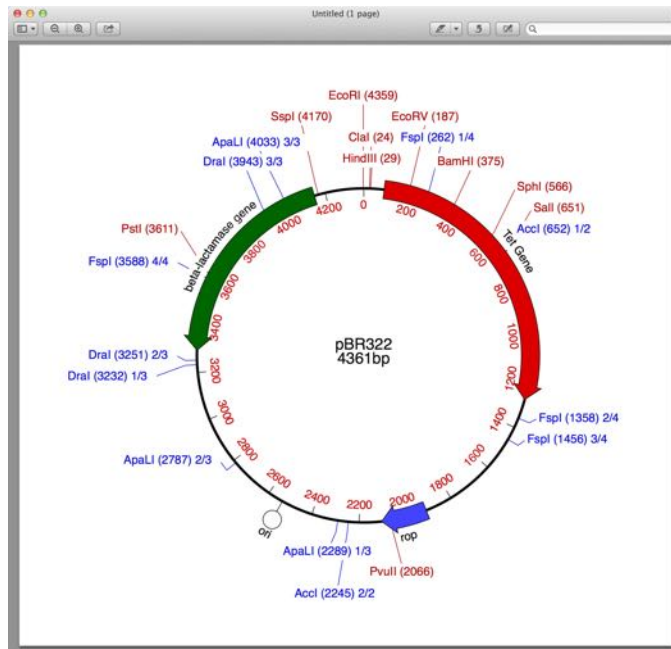 Untitled (1 page)
EcoRI (4359)
SspI (4170)
EcoRV (187)
ClaI (24)
FspI (262) 1/4
ApaLI (4033) 3/3
DraI (3943) 3/3
HindIII (29)
BamHI (375)
SphI (566)
SalI (651)
AccI (652) 1/2
PstI (3611)
FspI (3588) 4/4
beta-lactamase gene
Tet Gene
0
200
400
600
800
1000
1200
1400
1600
1800
2000
2200
2400
2600
2800
3000
3200
3400
3600
3800
4000
4200
pBR322
4361bp
DraI (3251) 2/3
DraI (3232) 1/3
FspI (1358) 2/4
FspI (1456) 3/4
ApaLI (2787) 2/3
ori
rop
ApaLI (2289) 1/3
PvuII (2066)
AccI (2245) 2/2